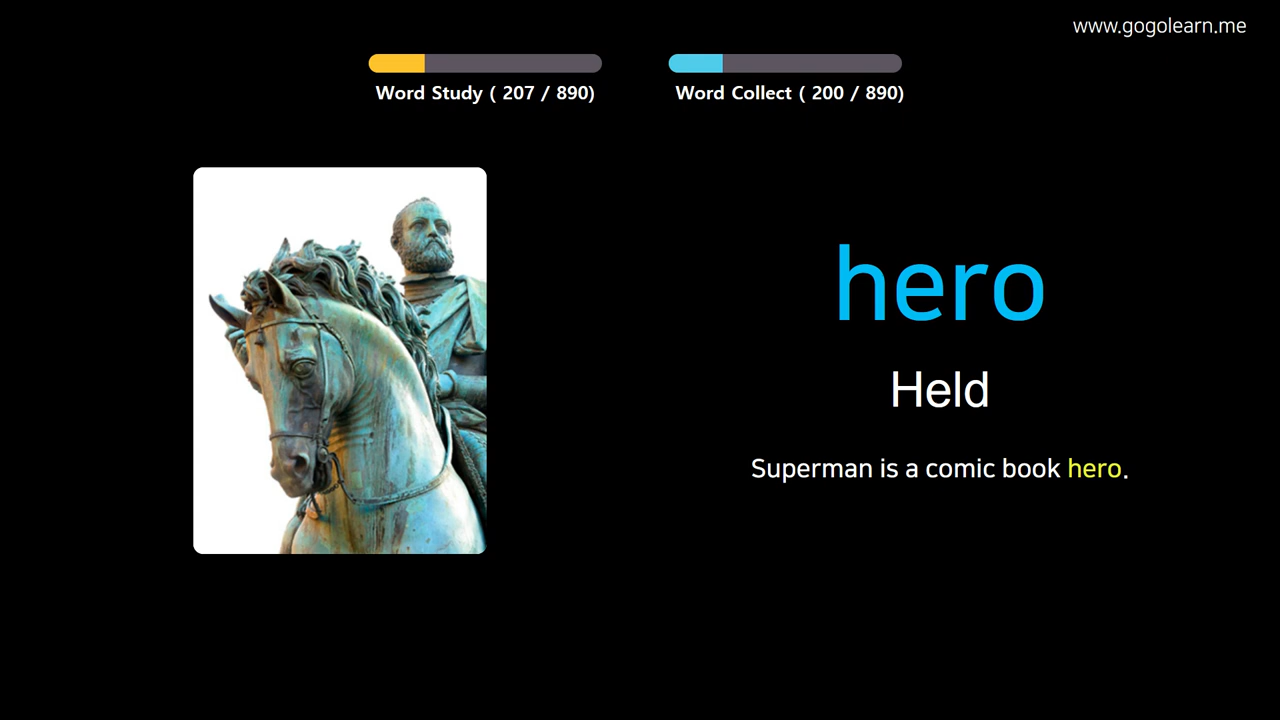 www.gogolearn.me
Word Study ( 207 / 890)
Word Collect ( 200 / 890)
hero
Held
Superman is a comic book hero.